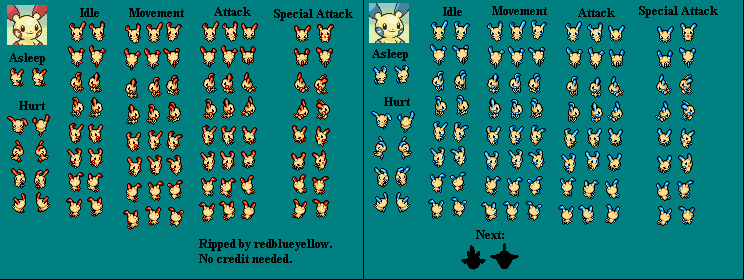 Idle
Movement
Attack
Special Attack
Asleep
Hurt
Ripped by redblueyellow.
No credit needed.
Idle
Movement
Attack
Special Attack
Asleep
Hurt
Next: